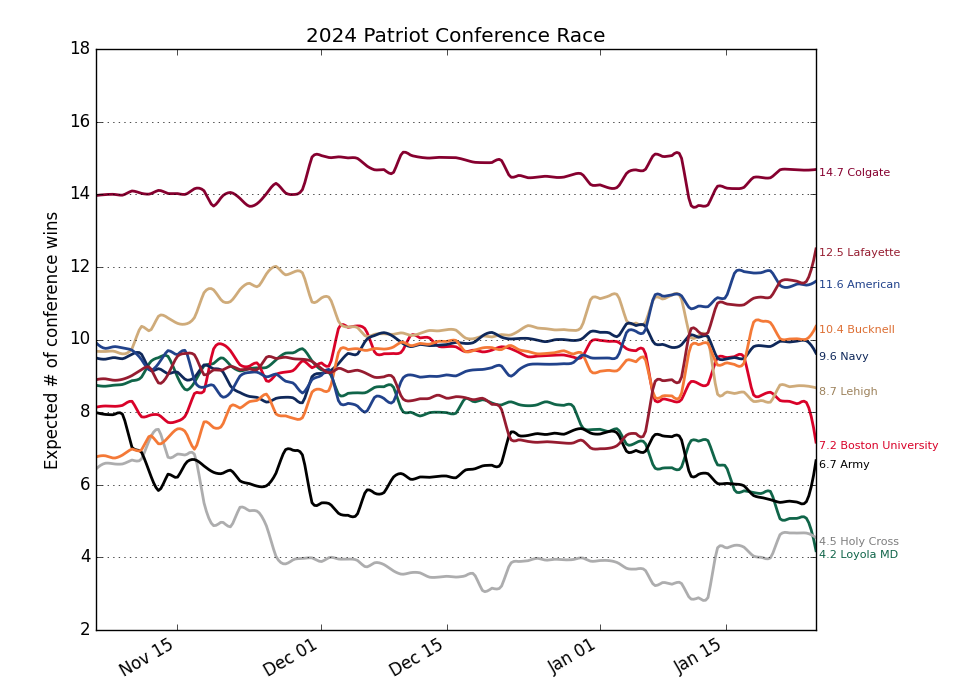 2024 Patriot Conference Race
Expected # of conference wins
18
16
14
12
10
8
6
4
2
Nov 15
Dec 01
Dec 15
Jan 01
Jan 15
14.7 Colgate
12.5 Lafayette
11.6 American
10.4 Bucknell
9.6 Navy
8.7 Lehigh
7.2 Boston University
6.7 Army
4.5 Holy Cross
4.2 Loyola MD